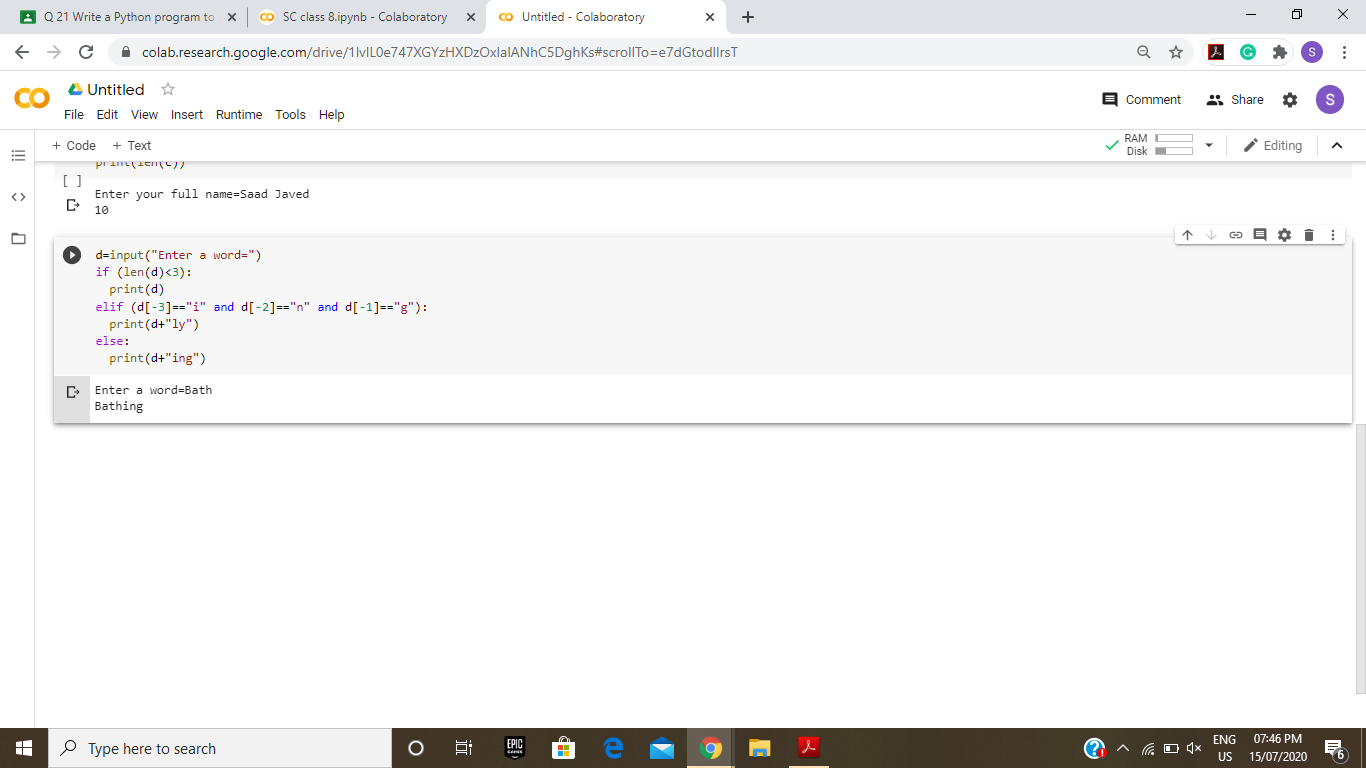 Q 21 Write a Python program to
SC class 8.ipynb - Colaboratory
Untitled - Colaboratory
colab.research.google.com/drive/1lvIL0e747XGYzHXDzOxlalANhC5DghKs#scrollTo=e7dGtodlIrsT
S
Untitled
File Edit View Insert Runtime Tools Help
Comment Share S
+ Code + Text
RAM
Disk
Editing
print(len(c))
[ ]
Enter your full name=Saad Javed
10
d=input("Enter a word=")
if (len(d)<3):
  print(d)
elif (d[-3]=="i" and d[-2]=="n" and d[-1]=="g"):
  print(d+"ly")
else:
  print(d+"ing")
Enter a word=Bath
Bathing
Type here to search
EPIC
GAMES
ENG
US
07:46 PM
15/07/2020
6